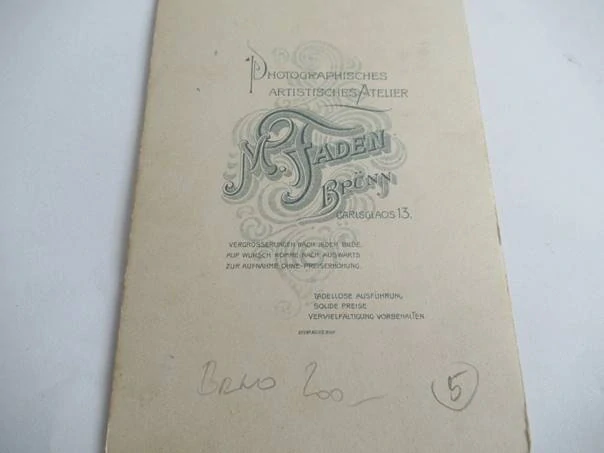 PHOTOGRAPHISCHES
ARTISTISCHES ATELIER
M. FADEN
BRÜNN
CARLSGLACIS 13.
VERGRÖSSERUNGEN NACH JEDEM BILDE.
AUF WUNSCH KOMME NACH AUSWÄRTS
ZUR AUFNAHME OHNE PREISERHÖHUNG.
TADELLOSE AUSFÜHRUNG,
SOLIDE PREISE
VERVIELFÄLTIGUNG VORBEHALTEN.
BRNO 200-
5